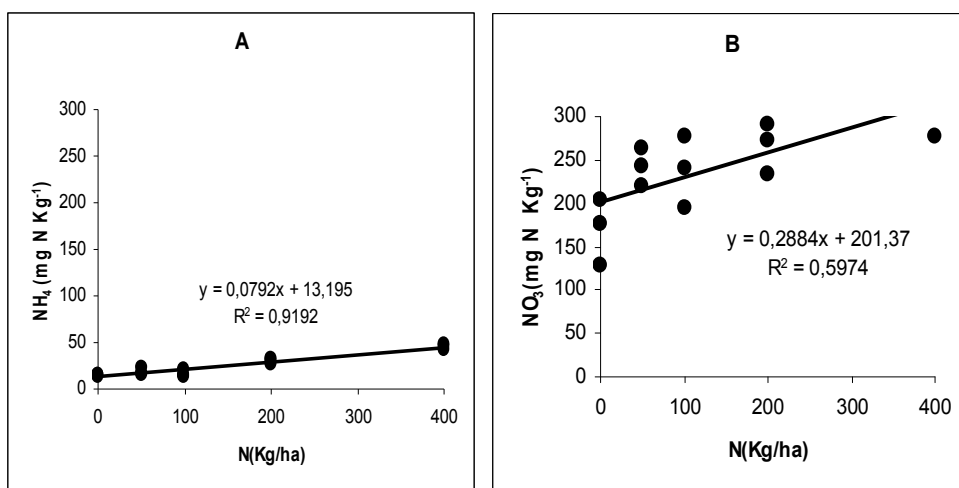 A
NH₄ (mg N Kg⁻¹)
300
250
200
150
100
50
0
y = 0,0792x + 13,195
R² = 0,9192
0 100 200 300 400
N(Kg/ha)
B
NO₃(mg N Kg⁻¹)
300
250
200
150
100
50
0
y = 0,2884x + 201,37
R² = 0,5974
0 100 200 300 400
N(Kg/ha)